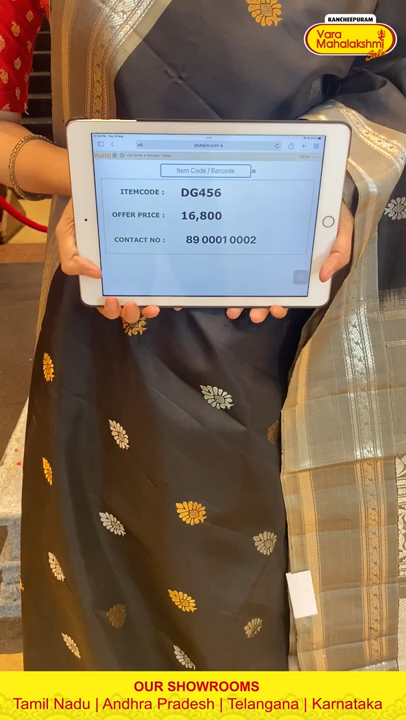 KANCHEEPURAM
Vara
Mahalakshmi
Silks
Item Code / Barcode
ITEMCODE : DG456
OFFER PRICE : 16,800
CONTACT NO : 89 0001 0002
OUR SHOWROOMS
Tamil Nadu | Andhra Pradesh | Telangana | Karnataka